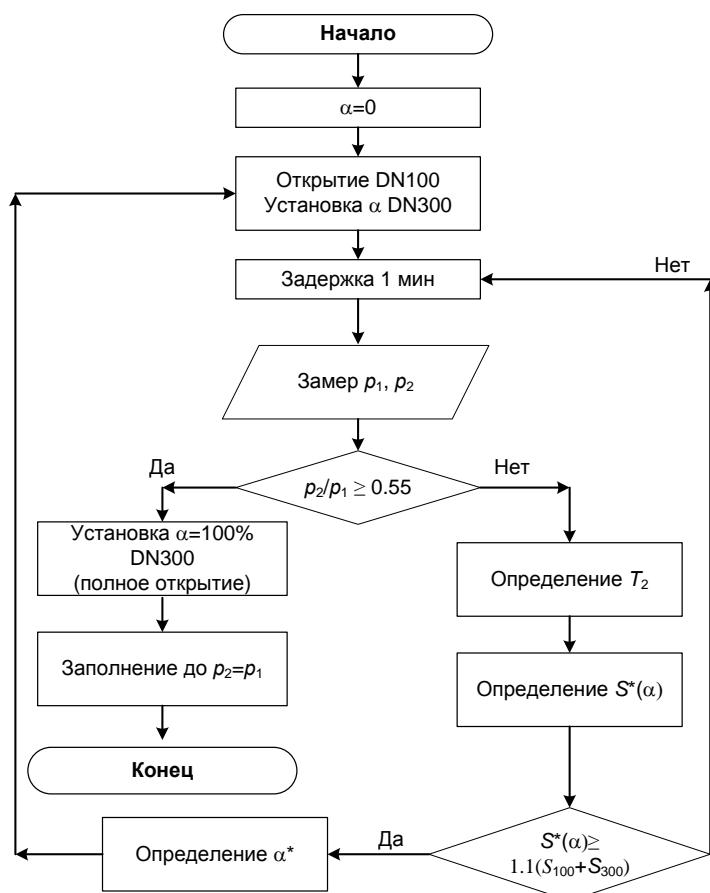 Начало
α=0
Открытие DN100
Установка α DN300
Задержка 1 мин
Нет
Замер p₁, p₂
Да
p₂/p₁ ≥ 0.55
Нет
Установка α=100%
DN300
(полное открытие)
Определение T₂
Заполнение до p₂=p₁
Определение S*(α)
Конец
Определение α*
Да
S*(α)≥
1.1(S₁₀₀+S₃₀₀)